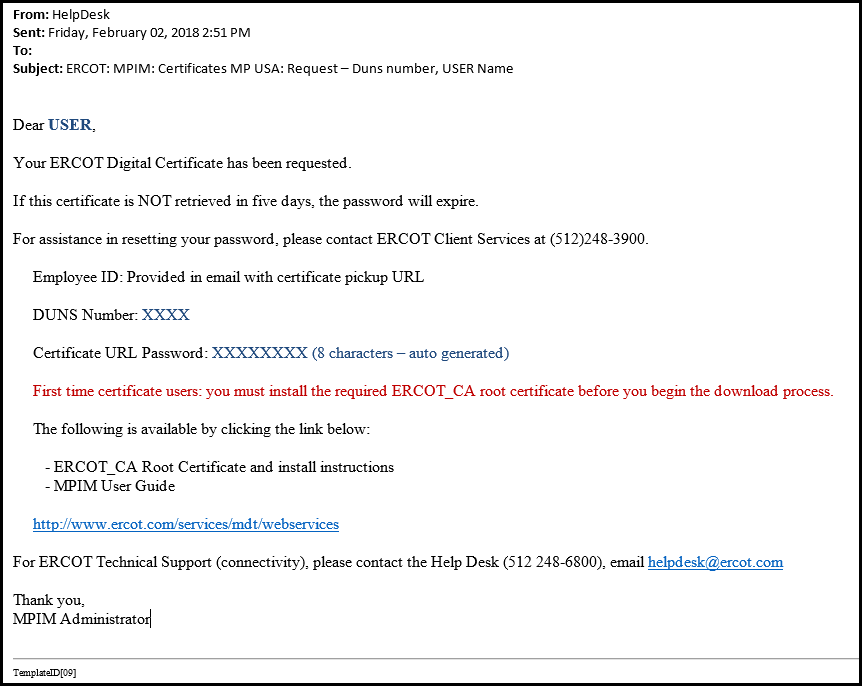 From: HelpDesk
Sent: Friday, February 02, 2018 2:51 PM
To:
Subject: ERCOT: MPIM: Certificates MP USA: Request – Duns number, USER Name
Dear USER,
Your ERCOT Digital Certificate has been requested.
If this certificate is NOT retrieved in five days, the password will expire.
For assistance in resetting your password, please contact ERCOT Client Services at (512)248-3900.
Employee ID: Provided in email with certificate pickup URL
DUNS Number: XXXX
Certificate URL Password: XXXXXXXX (8 characters – auto generated)
First time certificate users: you must install the required ERCOT_CA root certificate before you begin the download process.
The following is available by clicking the link below:
- ERCOT_CA Root Certificate and install instructions
- MPIM User Guide
http://www.ercot.com/services/mdt/webservices
For ERCOT Technical Support (connectivity), please contact the Help Desk (512 248-6800), email helpdesk@ercot.com
Thank you,
MPIM Administrator
TemplateID[09]